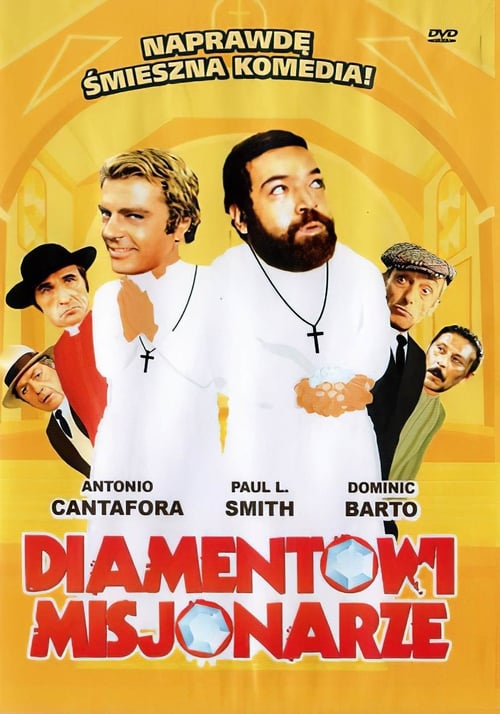 DVD
NAPRAWDĘ
ŚMIESZNA KOMEDIA!
ANTONIO
CANTAFORA
PAUL L.
SMITH
DOMINIC
BARTO
DIAMENTOWI
MISJONARZE